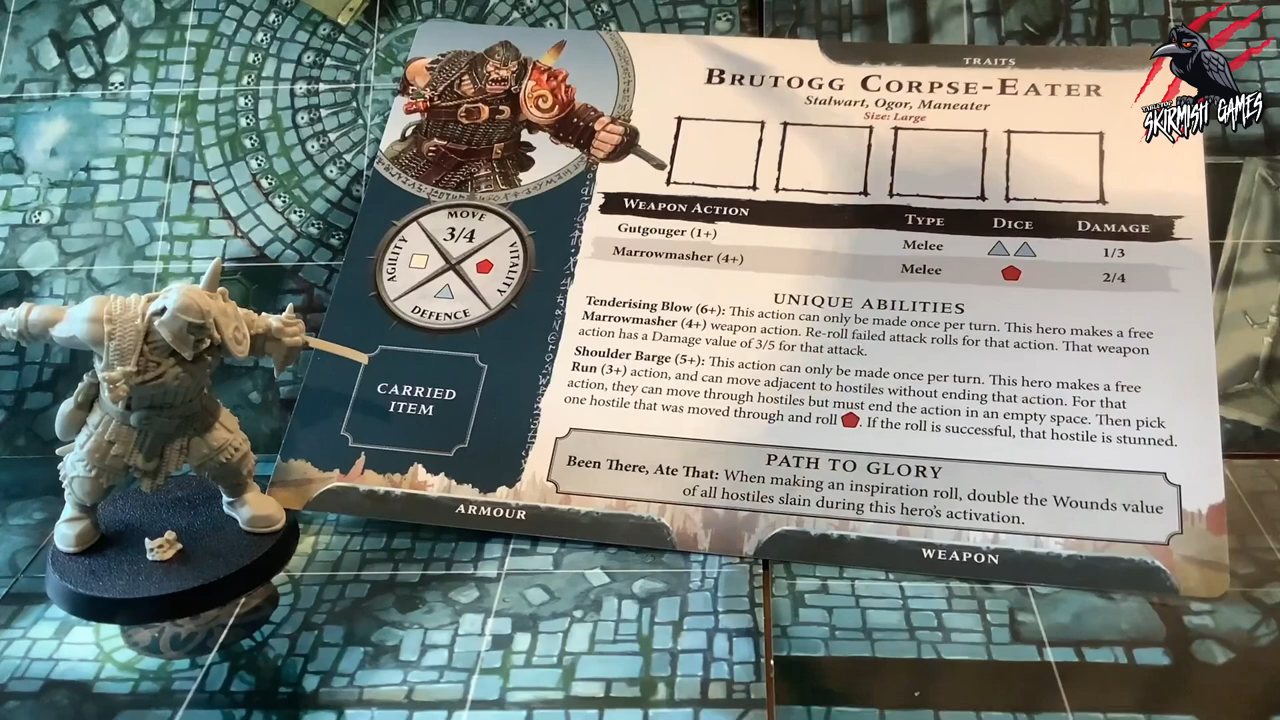 TRAITS
BRUTOGG CORPSE-EATER
Stalwart, Ogor, Maneater
Size: Large
WEAPON ACTION TYPE DICE DAMAGE
Gutgouger (1+) Melee 1/3
Marrowmasher (4+) Melee 2/4
UNIQUE ABILITIES
Tenderising Blow (6+): This action can only be made once per turn. This hero makes a free
Marrowmasher (4+) weapon action. Re-roll failed attack rolls for that action. That weapon
action has a Damage value of 3/5 for that attack.
Shoulder Barge (5+): This action can only be made once per turn. This hero makes a free
Run (3+) action, and can move adjacent to hostiles without ending that action. For that
action, they can move through hostiles but must end the action in an empty space. Then pick
one hostile that was moved through and roll . If the roll is successful, that hostile is stunned.
PATH TO GLORY
Been There, Ate That: When making an inspiration roll, double the Wounds value
of all hostiles slain during this hero's activation.
MOVE
3/4
AGILITY
VITALITY
DEFENCE
CARRIED
ITEM
ARMOUR
WEAPON
TABLETOP
SKIRMISH GAMES